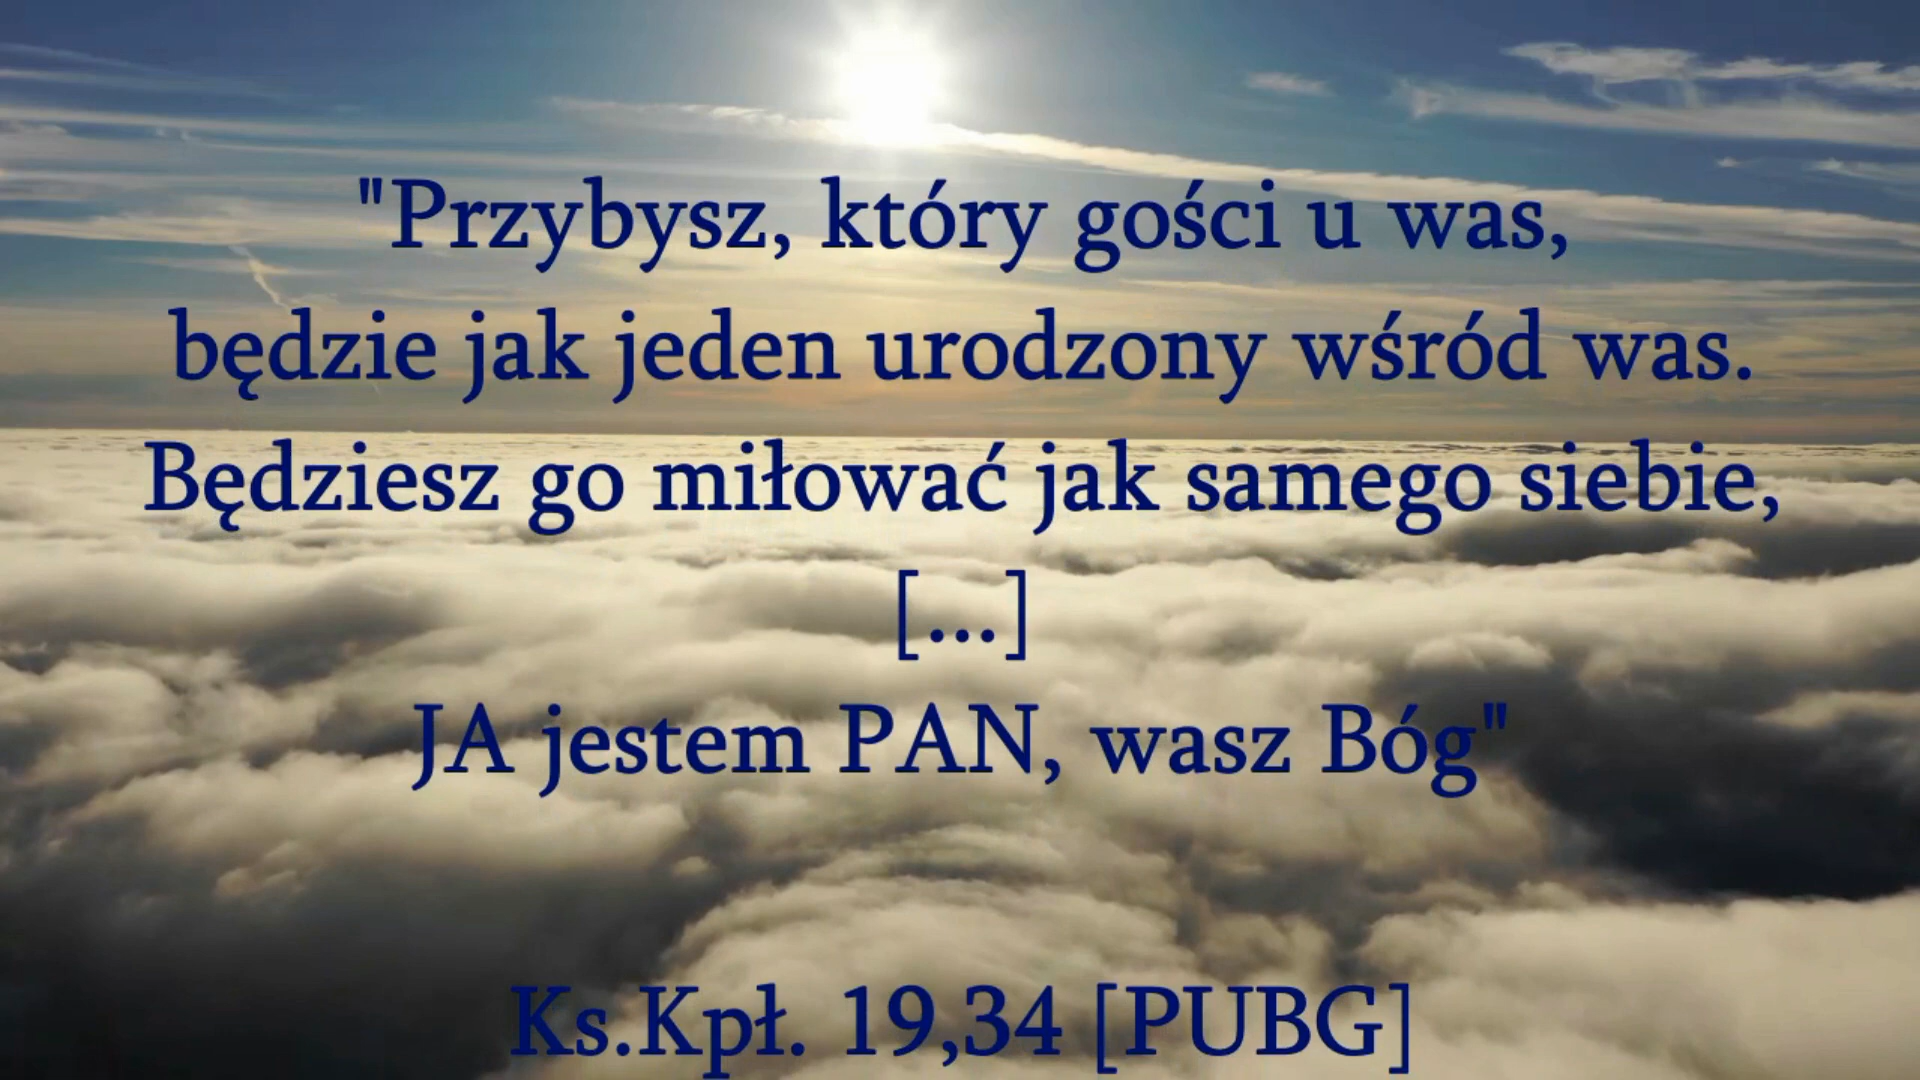 "Przybysz, który gości u was,
będzie jak jeden urodzony wśród was.
Będziesz go miłować jak samego siebie,
[...]
JA jestem PAN, wasz Bóg"
Ks.Kpł. 19,34 [PUBG]